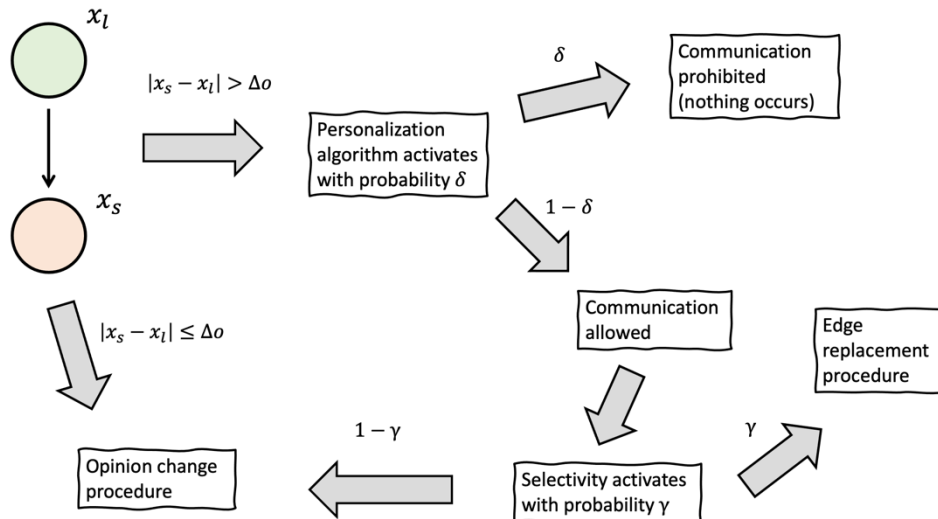 x_l
|x_s − x_l| > Δo
δ
Communication
prohibited
(nothing occurs)
Personalization
algorithm activates
with probability δ
x_s
1 − δ
|x_s − x_l| ≤ Δo
Communication
allowed
Edge
replacement
procedure
1 − γ
γ
Opinion change
procedure
Selectivity activates
with probability γ